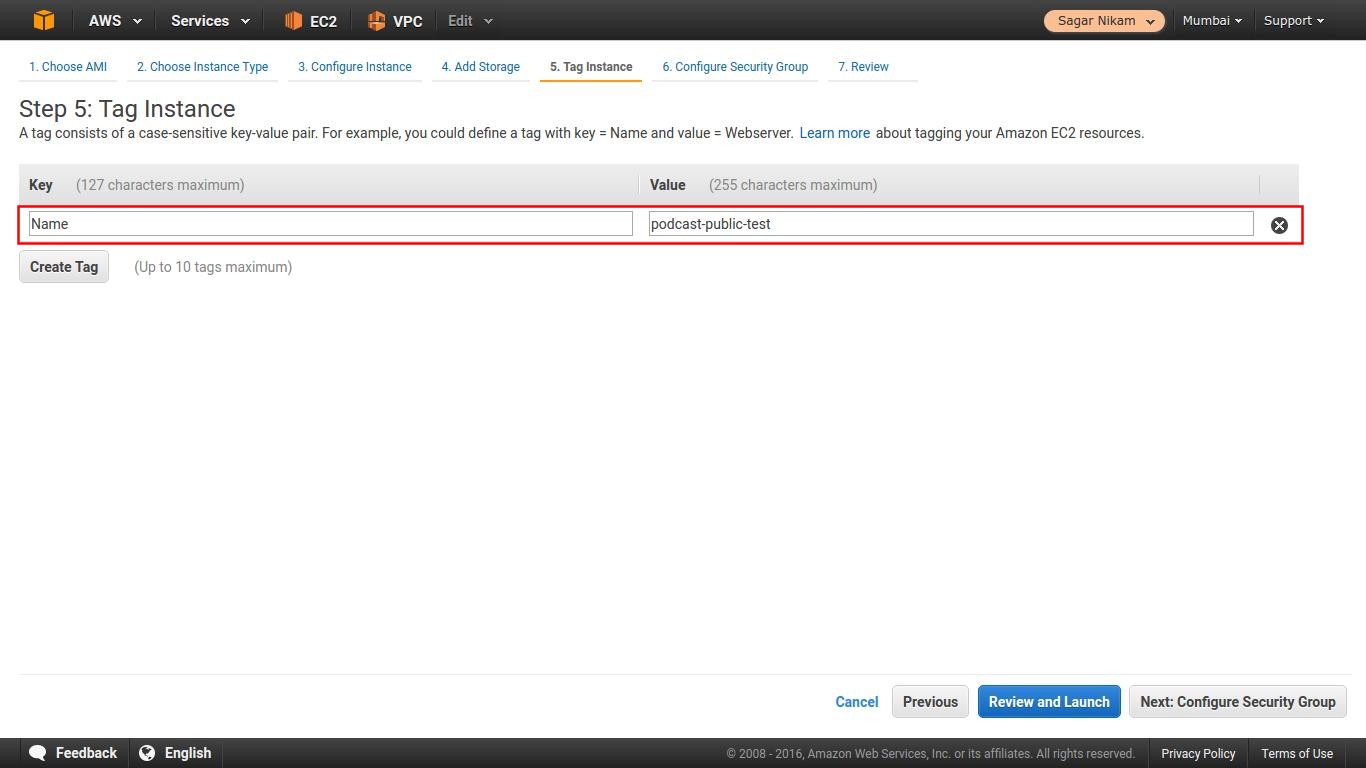 AWS Services EC2 VPC Edit Sagar Nikam Mumbai Support
1. Choose AMI 2. Choose Instance Type 3. Configure Instance 4. Add Storage 5. Tag Instance 6. Configure Security Group 7. Review
Step 5: Tag Instance
A tag consists of a case-sensitive key-value pair. For example, you could define a tag with key = Name and value = Webserver. Learn more about tagging your Amazon EC2 resources.
Key (127 characters maximum) Value (255 characters maximum)
Name podcast-public-test
Create Tag (Up to 10 tags maximum)
Cancel Previous Review and Launch Next: Configure Security Group
Feedback English © 2008 - 2016, Amazon Web Services, Inc. or its affiliates. All rights reserved. Privacy Policy Terms of Use